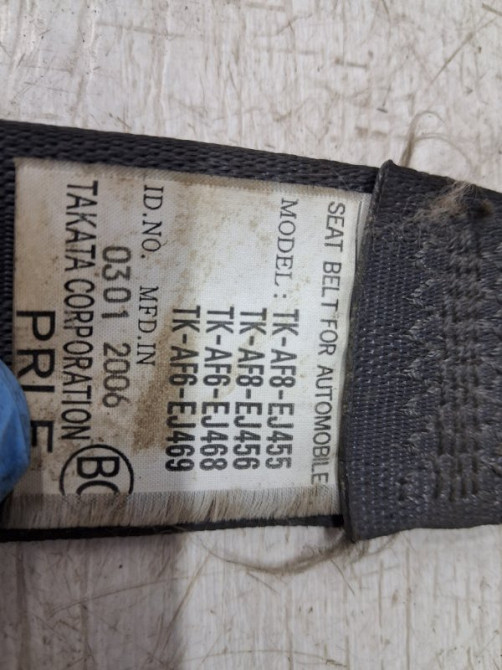 SEAT BELT FOR AUTOMOBILE
MODEL: TK-AF8-EJ455
TK-AF8-EJ456
TK-AF6-EJ468
TK-AF6-EJ469
ID.NO. MFD.IN
0301 2006
TAKATA CORPORATION